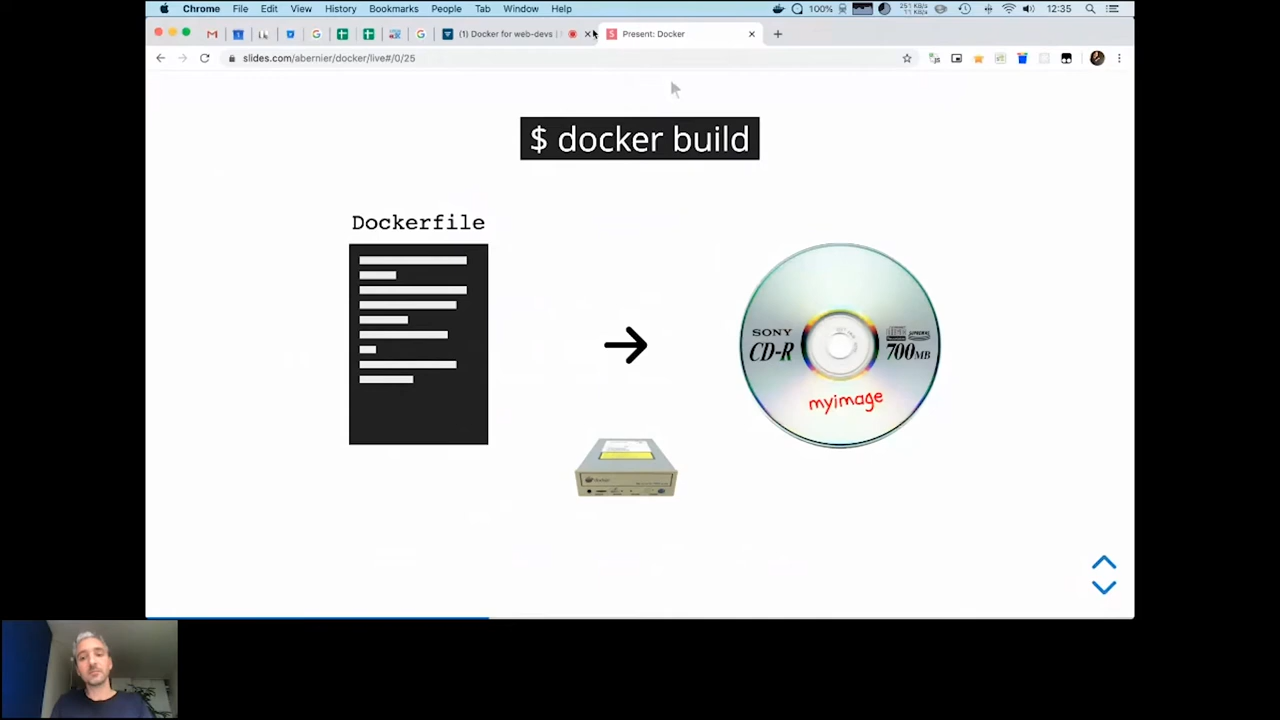 Chrome File Edit View History Bookmarks People Tab Window Help 100% 12:35
(1) Docker for web-devs | Present: Docker
slides.com/abernier/docker/live#/0/25
$ docker build
Dockerfile
SONY
CD-R 700MB
myimage